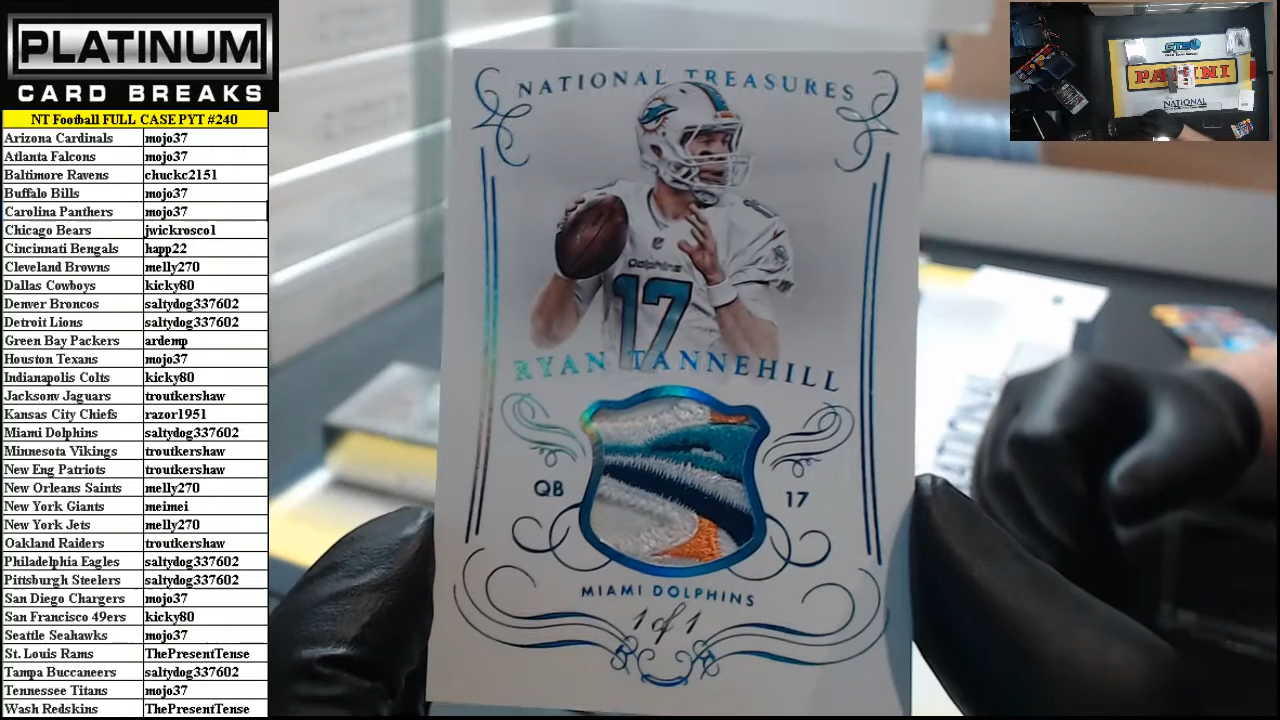 PLATINUM
CARD BREAKS
NT Football FULL CASE PYT #240
Arizona Cardinals mojo37
Atlanta Falcons mojo37
Baltimore Ravens chuckc2151
Buffalo Bills mojo37
Carolina Panthers mojo37
Chicago Bears jwickrosco1
Cincinnati Bengals happ22
Cleveland Browns melly270
Dallas Cowboys kicky80
Denver Broncos saltydog337602
Detroit Lions saltydog337602
Green Bay Packers ardemp
Houston Texans mojo37
Indianapolis Colts kicky80
Jacksonv Jaguars troutkershaw
Kansas City Chiefs razor1951
Miami Dolphins saltydog337602
Minnesota Vikings troutkershaw
New Eng Patriots troutkershaw
New Orleans Saints melly270
New York Giants meimei
New York Jets melly270
Oakland Raiders troutkershaw
Philadelphia Eagles saltydog337602
Pittsburgh Steelers saltydog337602
San Diego Chargers mojo37
San Francisco 49ers kicky80
Seattle Seahawks mojo37
St. Louis Rams ThePresentTense
Tampa Buccaneers saltydog337602
Tennessee Titans mojo37
Wash Redskins ThePresentTense
NATIONAL TREASURES
Dolphins
17
RYAN TANNEHILL
QB 17
MIAMI DOLPHINS
1 of 1
GTS
PANINI
NATIONAL